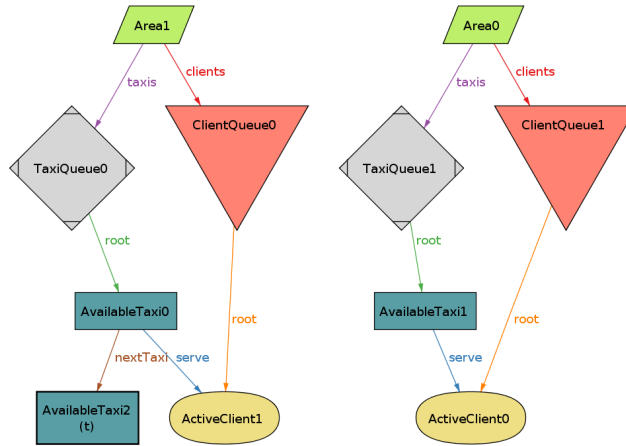 Area1
Area0
taxis
clients
taxis
clients
TaxiQueue0
ClientQueue0
TaxiQueue1
ClientQueue1
root
root
root
root
AvailableTaxi0
AvailableTaxi1
nextTaxi
serve
serve
AvailableTaxi2
(t)
ActiveClient1
ActiveClient0